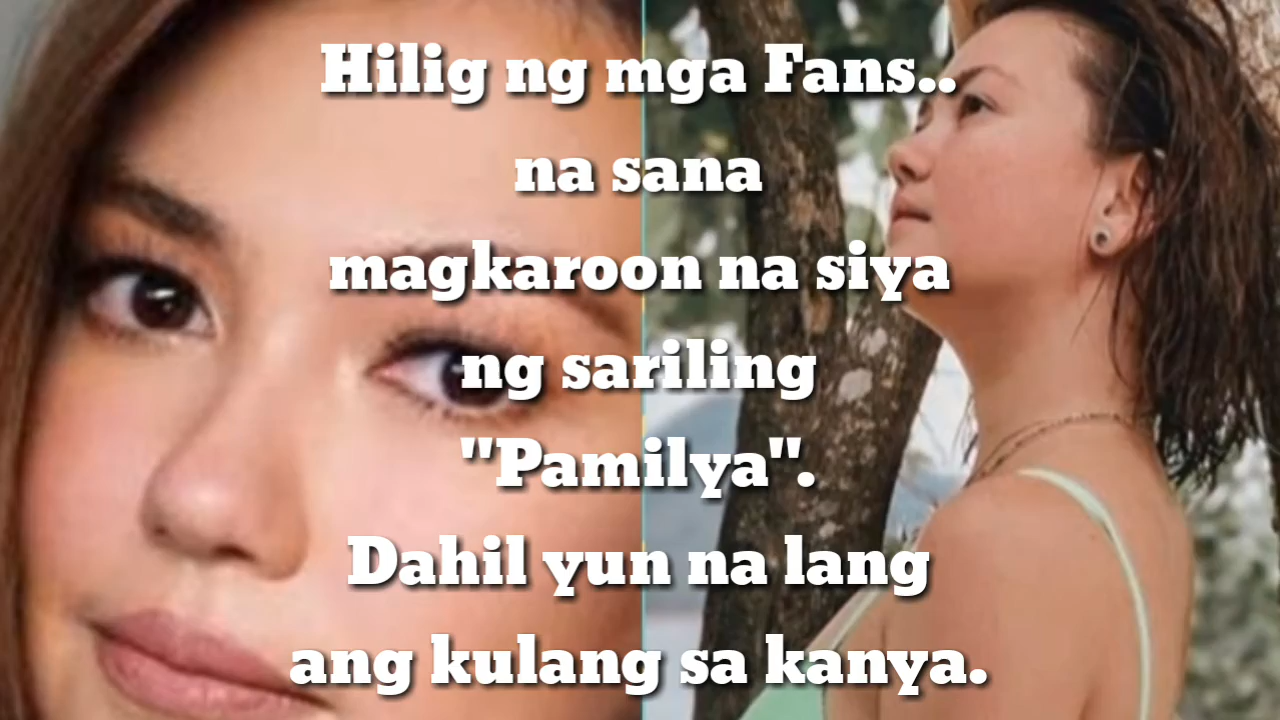 Hilig ng mga Fans..
na sana
magkaroon na siya
ng sariling
"Pamilya".
Dahil yun na lang
ang kulang sa kanya.